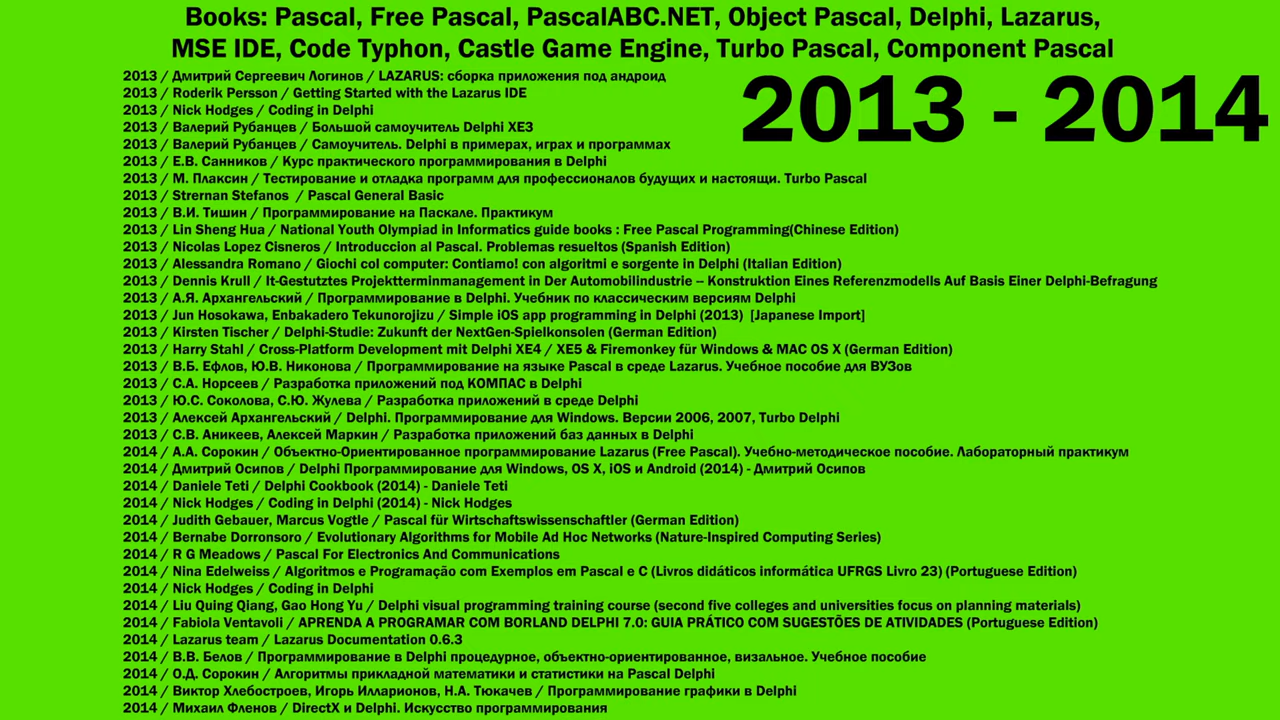 Books: Pascal, Free Pascal, PascalABC.NET, Object Pascal, Delphi, Lazarus,
MSE IDE, Code Typhon, Castle Game Engine, Turbo Pascal, Component Pascal
2013 - 2014
2013 / Дмитрий Сергеевич Логинов / LAZARUS: сборка приложения под андроид
2013 / Roderik Persson / Getting Started with the Lazarus IDE
2013 / Nick Hodges / Coding in Delphi
2013 / Валерий Рубанцев / Большой самоучитель Delphi XE3
2013 / Валерий Рубанцев / Самоучитель. Delphi в примерах, играх и программах
2013 / Е.В. Санников / Курс практического программирования в Delphi
2013 / М. Плаксин / Тестирование и отладка программ для профессионалов будущих и настоящи. Turbo Pascal
2013 / Strernan Stefanos / Pascal General Basic
2013 / В.И. Тишин / Программирование на Паскале. Практикум
2013 / Lin Sheng Hua / National Youth Olympiad in Informatics guide books : Free Pascal Programming(Chinese Edition)
2013 / Nicolas Lopez Cisneros / Introduccion al Pascal. Problemas resueltos (Spanish Edition)
2013 / Alessandra Romano / Giochi col computer: Contiamo! con algoritmi e sorgente in Delphi (Italian Edition)
2013 / Dennis Krull / It-Gestutztes Projektterminmanagement in Der Automobilindustrie -- Konstruktion Eines Referenzmodells Auf Basis Einer Delphi-Befragung
2013 / А.Я. Архангельский / Программирование в Delphi. Учебник по классическим версиям Delphi
2013 / Jun Hosokawa, Enbakadero Tekunorojizu / Simple iOS app programming in Delphi (2013) [Japanese Import]
2013 / Kirsten Tischer / Delphi-Studie: Zukunft der NextGen-Spielkonsolen (German Edition)
2013 / Harry Stahl / Cross-Platform Development mit Delphi XE4 / XE5 & Firemonkey für Windows & MAC OS X (German Edition)
2013 / В.Б. Ефлов, Ю.В. Никонова / Программирование на языке Pascal в среде Lazarus. Учебное пособие для ВУЗов
2013 / С.А. Норсеев / Разработка приложений под КОМПАС в Delphi
2013 / Ю.С. Соколова, С.Ю. Жулева / Разработка приложений в среде Delphi
2013 / Алексей Архангельский / Delphi. Программирование для Windows. Версии 2006, 2007, Turbo Delphi
2013 / С.В. Аникеев, Алексей Маркин / Разработка приложений баз данных в Delphi
2014 / А.А. Сорокин / Объектно-Ориентированное программирование Lazarus (Free Pascal). Учебно-методическое пособие. Лабораторный практикум
2014 / Дмитрий Осипов / Delphi Программирование для Windows, OS X, iOS и Android (2014) - Дмитрий Осипов
2014 / Daniele Teti / Delphi Cookbook (2014) - Daniele Teti
2014 / Nick Hodges / Coding in Delphi (2014) - Nick Hodges
2014 / Judith Gebauer, Marcus Vogtle / Pascal für Wirtschaftswissenschaftler (German Edition)
2014 / Bernabe Dorronsoro / Evolutionary Algorithms for Mobile Ad Hoc Networks (Nature-Inspired Computing Series)
2014 / R G Meadows / Pascal For Electronics And Communications
2014 / Nina Edelweiss / Algoritmos e Programação com Exemplos em Pascal e C (Livros didáticos informática UFRGS Livro 23) (Portuguese Edition)
2014 / Nick Hodges / Coding in Delphi
2014 / Liu Quing Qiang, Gao Hong Yu / Delphi visual programming training course (second five colleges and universities focus on planning materials)
2014 / Fabiola Ventavoli / APRENDA A PROGRAMAR COM BORLAND DELPHI 7.0: GUIA PRÁTICO COM SUGESTÕES DE ATIVIDADES (Portuguese Edition)
2014 / Lazarus team / Lazarus Documentation 0.6.3
2014 / В.В. Белов / Программирование в Delphi процедурное, объектно-ориентированное, визальное. Учебное пособие
2014 / О.Д. Сорокин / Алгоритмы прикладной математики и статистики на Pascal Delphi
2014 / Виктор Хлебостроев, Игорь Илларионов, Н.А. Тюкачев / Программирование графики в Delphi
2014 / Михаил Фленов / DirectX и Delphi. Искусство программирования